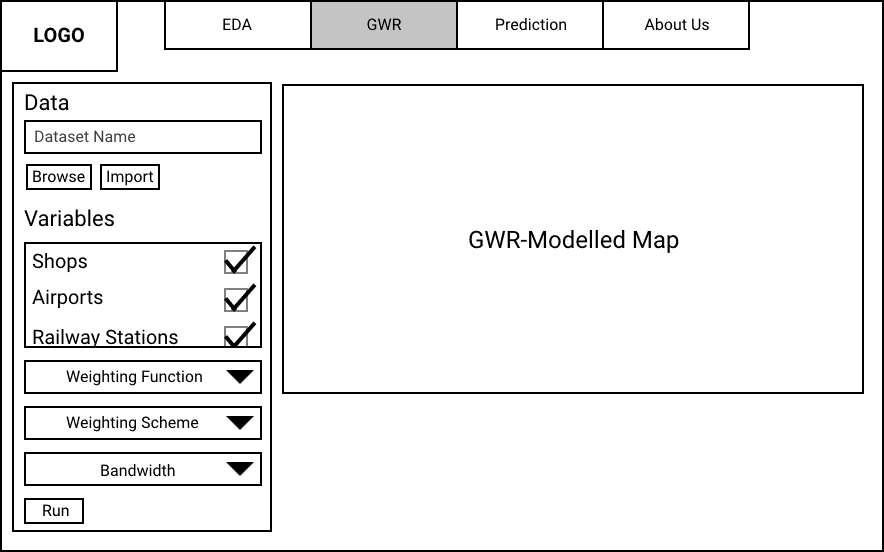 LOGO
EDA
GWR
Prediction
About Us
Data
Dataset Name
Browse
Import
Variables
Shops
Airports
Railway Stations
Weighting Function
Weighting Scheme
Bandwidth
Run
GWR-Modelled Map